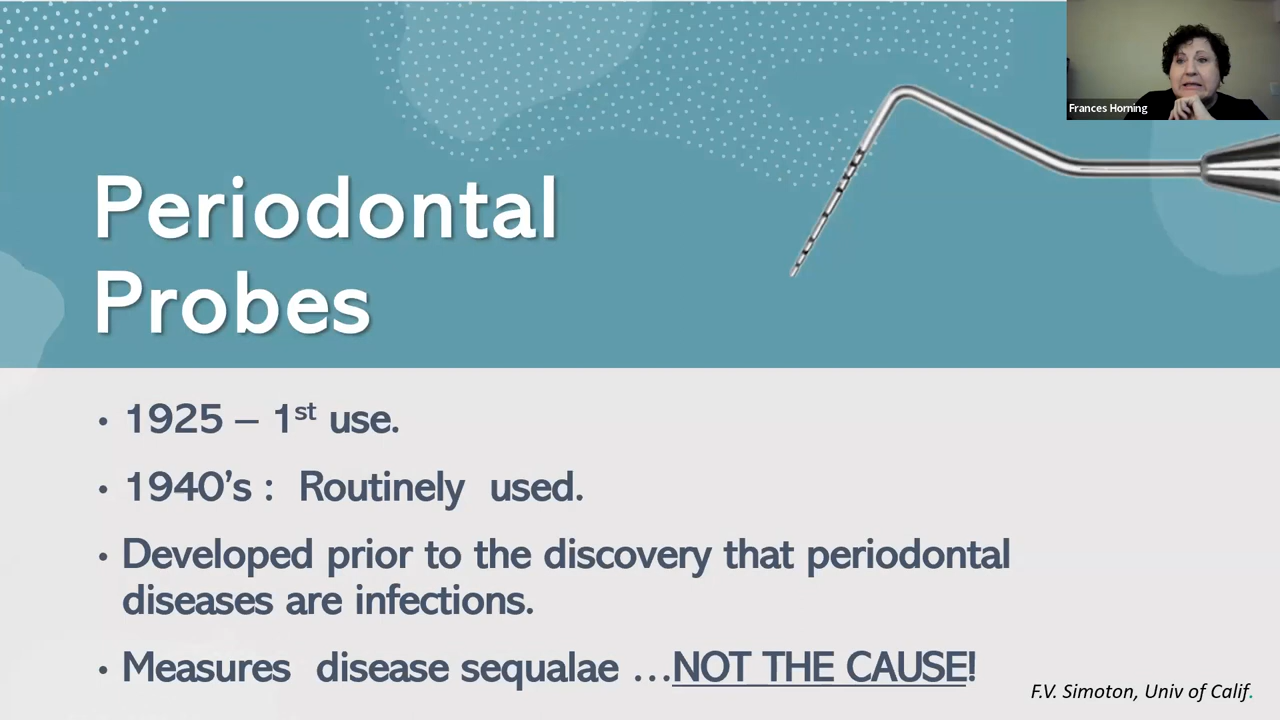 Frances Horning
Periodontal
Probes
• 1925 – 1st use.
• 1940's : Routinely used.
• Developed prior to the discovery that periodontal
diseases are infections.
• Measures disease sequalae …NOT THE CAUSE!
F.V. Simoton, Univ of Calif.